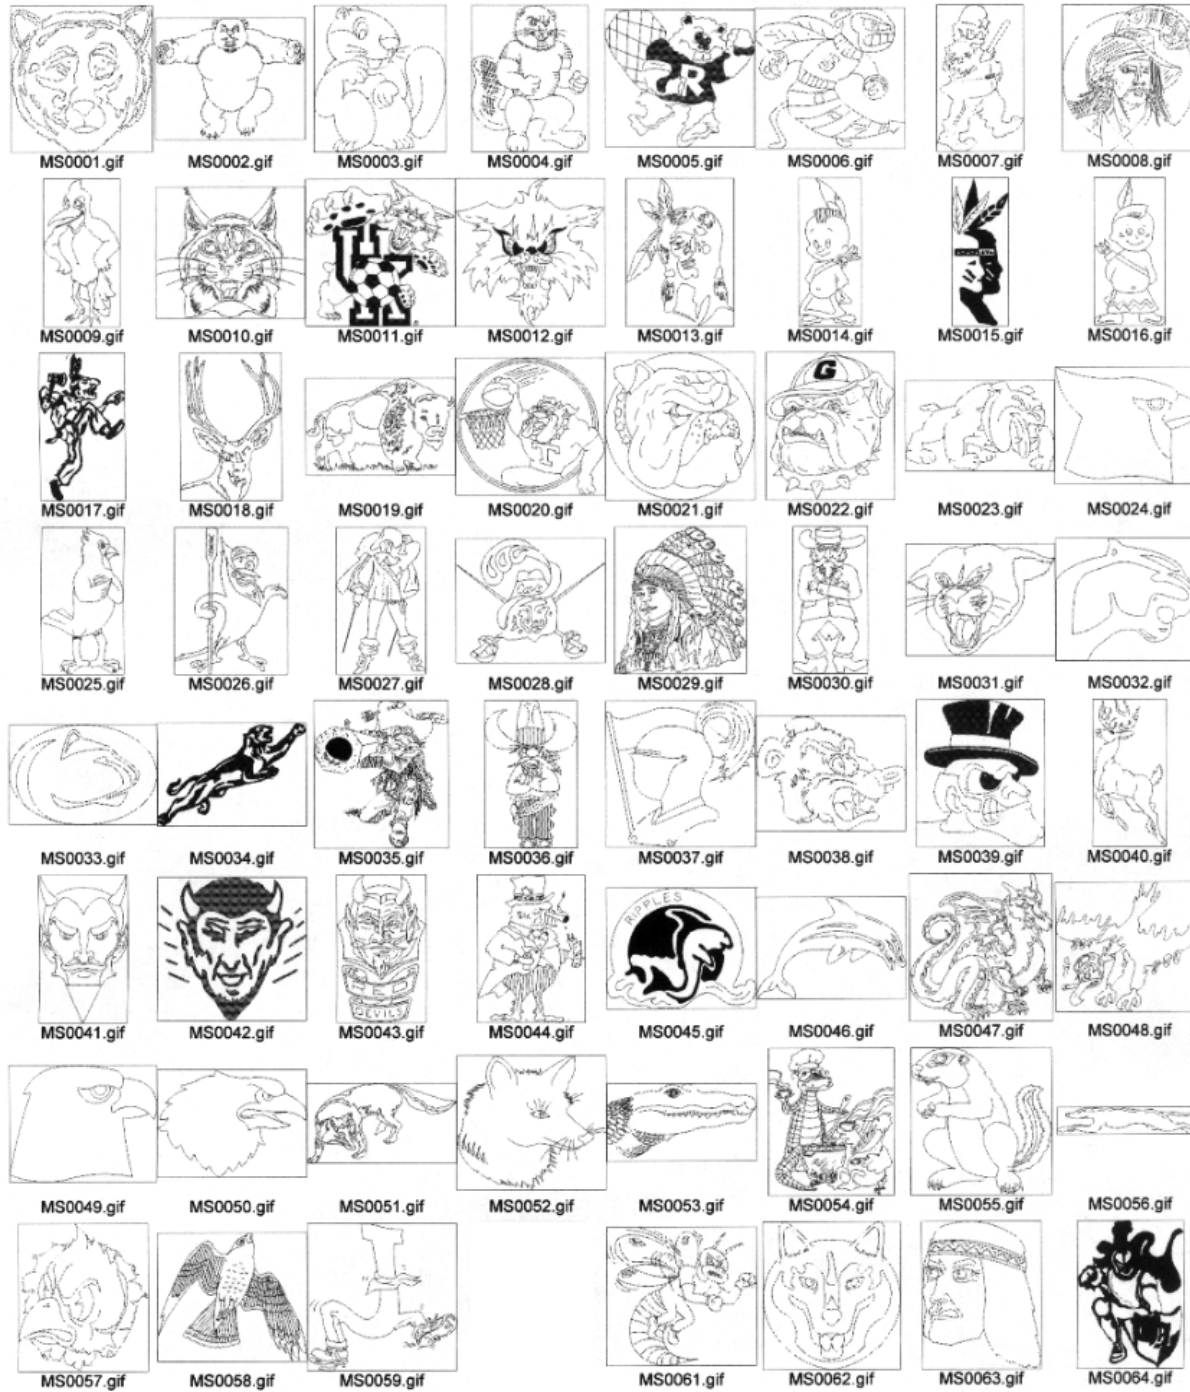 R
MS0001.gif MS0002.gif MS0003.gif MS0004.gif MS0005.gif MS0006.gif MS0007.gif MS0008.gif
UK
MS0009.gif MS0010.gif MS0011.gif MS0012.gif MS0013.gif MS0014.gif MS0015.gif MS0016.gif
G
T
MS0017.gif MS0018.gif MS0019.gif MS0020.gif MS0021.gif MS0022.gif MS0023.gif MS0024.gif
MS0025.gif MS0026.gif MS0027.gif MS0028.gif MS0029.gif MS0030.gif MS0031.gif MS0032.gif
MS0033.gif MS0034.gif MS0035.gif MS0036.gif MS0037.gif MS0038.gif MS0039.gif MS0040.gif
RIPPLES
RED
DEVILS
MS0041.gif MS0042.gif MS0043.gif MS0044.gif MS0045.gif MS0046.gif MS0047.gif MS0048.gif
MS0049.gif MS0050.gif MS0051.gif MS0052.gif MS0053.gif MS0054.gif MS0055.gif MS0056.gif
MS0057.gif MS0058.gif MS0059.gif MS0061.gif MS0062.gif MS0063.gif MS0064.gif